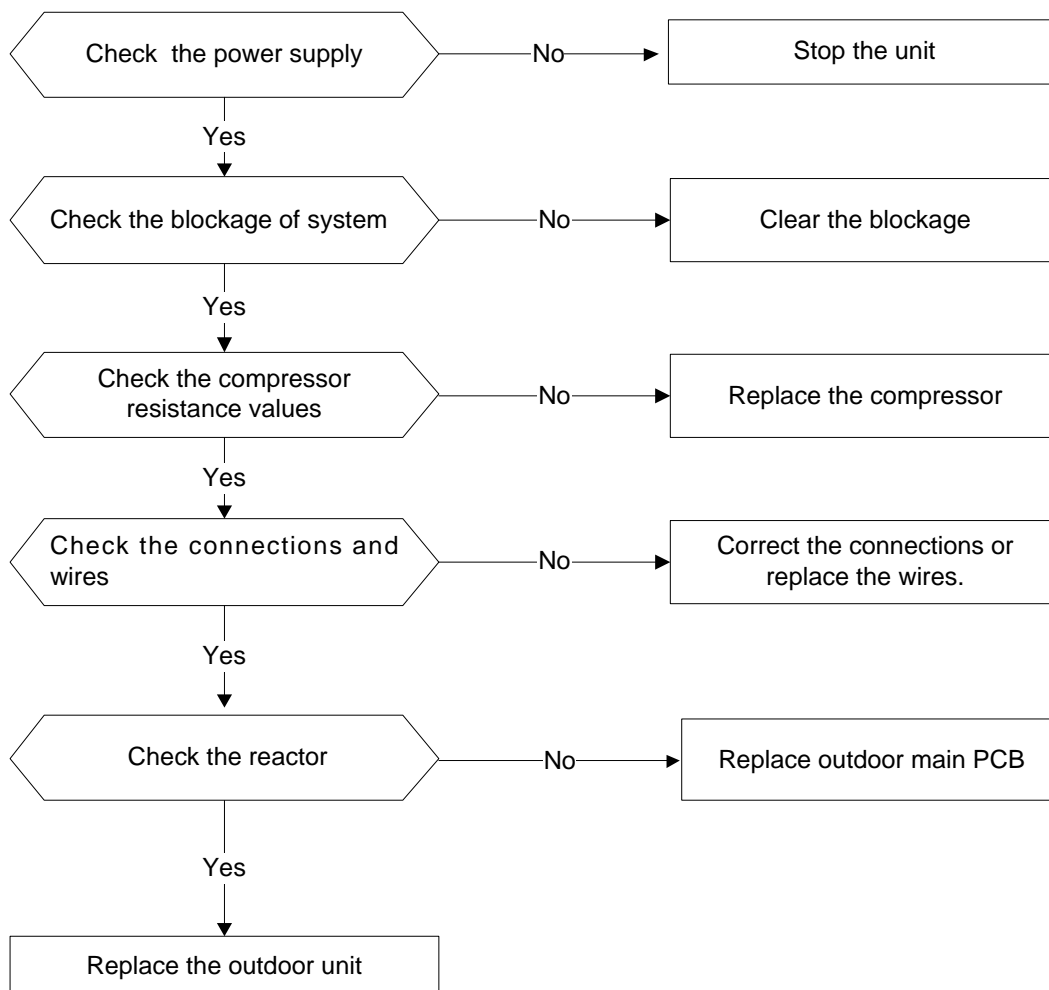 Check the power supply
No
Stop the unit
Yes
Check the blockage of system
No
Clear the blockage
Yes
Check the compressor
resistance values
No
Replace the compressor
Yes
Check the connections and
wires
No
Correct the connections or
replace the wires.
Yes
Check the reactor
No
Replace outdoor main PCB
Yes
Replace the outdoor unit